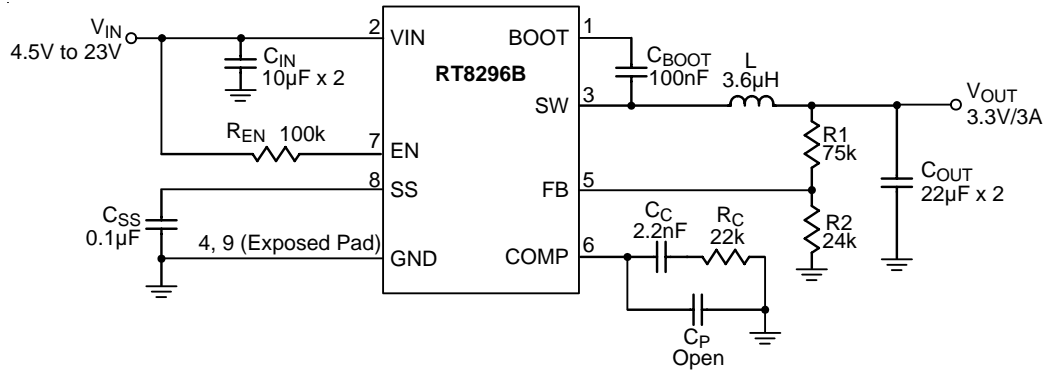 VIN
4.5V to 23V
CIN
10µF x 2
REN 100k
2
VIN
7
EN
8
SS
CSS
0.1µF
4, 9 (Exposed Pad)
GND
RT8296B
1
BOOT
CBOOT
100nF
L
3.6µH
3
SW
VOUT
3.3V/3A
R1
75k
COUT
22µF x 2
5
FB
R2
24k
CC
2.2nF
RC
22k
6
COMP
CP
Open